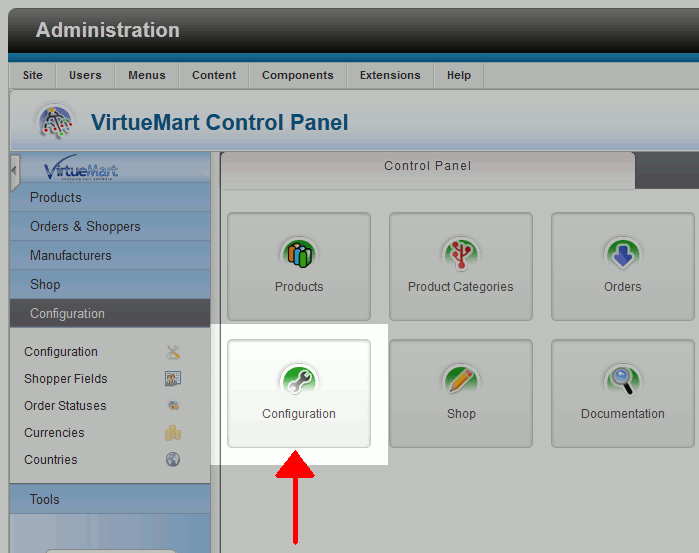 Administration
Site Users Menus Content Components Extensions Help
VirtueMart Control Panel
VirtueMart
Products
Orders & Shoppers
Manufacturers
Shop
Configuration
Configuration
Shopper Fields
Order Statuses
Currencies
Countries
Tools
Control Panel
Products Product Categories Orders
Configuration Shop Documentation